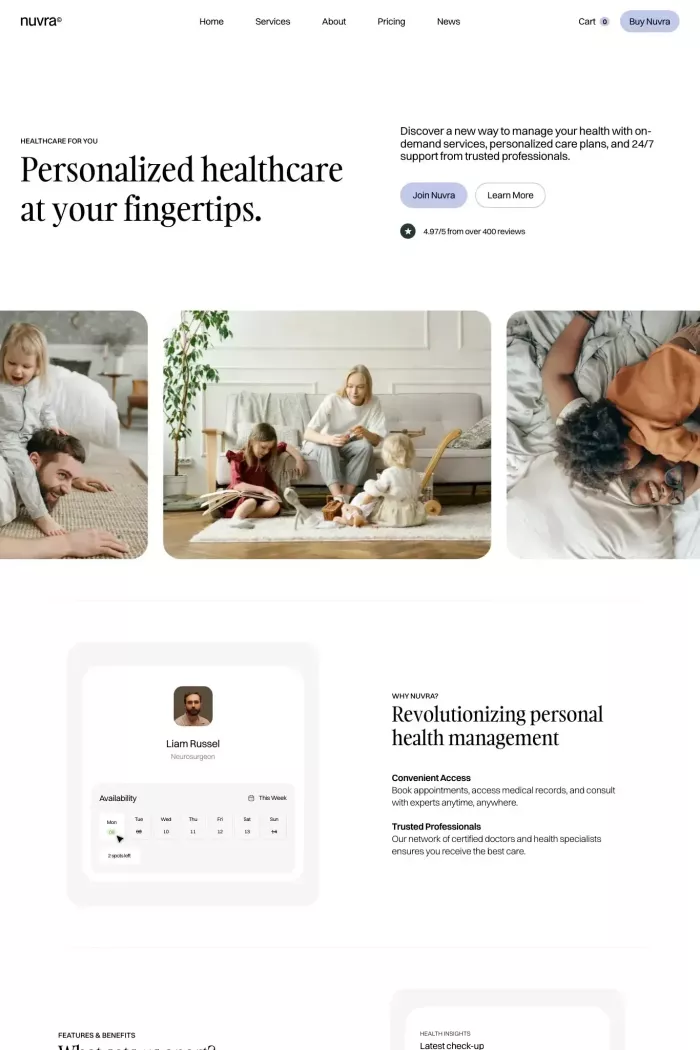 nuvra©
Home
Services
About
Pricing
News
Cart 0
Buy Nuvra
HEALTHCARE FOR YOU
Personalized healthcare
at your fingertips.
Discover a new way to manage your health with on-
demand services, personalized care plans, and 24/7
support from trusted professionals.
Join Nuvra
Learn More
4.97/5 from over 400 reviews
Liam Russel
Neurosurgeon
Availability
This Week
Mon
Tue
Wed
Thu
Fri
Sat
Sun
10
11
12
13
14
2 spots left
WHY NUVRA?
Revolutionizing personal
health management
Convenient Access
Book appointments, access medical records, and consult
with experts anytime, anywhere.
Trusted Professionals
Our network of certified doctors and health specialists
ensures you receive the best care.
FEATURES & BENEFITS
HEALTH INSIGHTS
Latest check-up